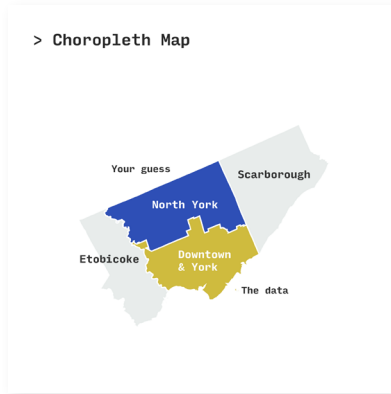 > Choropleth Map
Your guess
Scarborough
North York
Downtown
& York
Etobicoke
The data